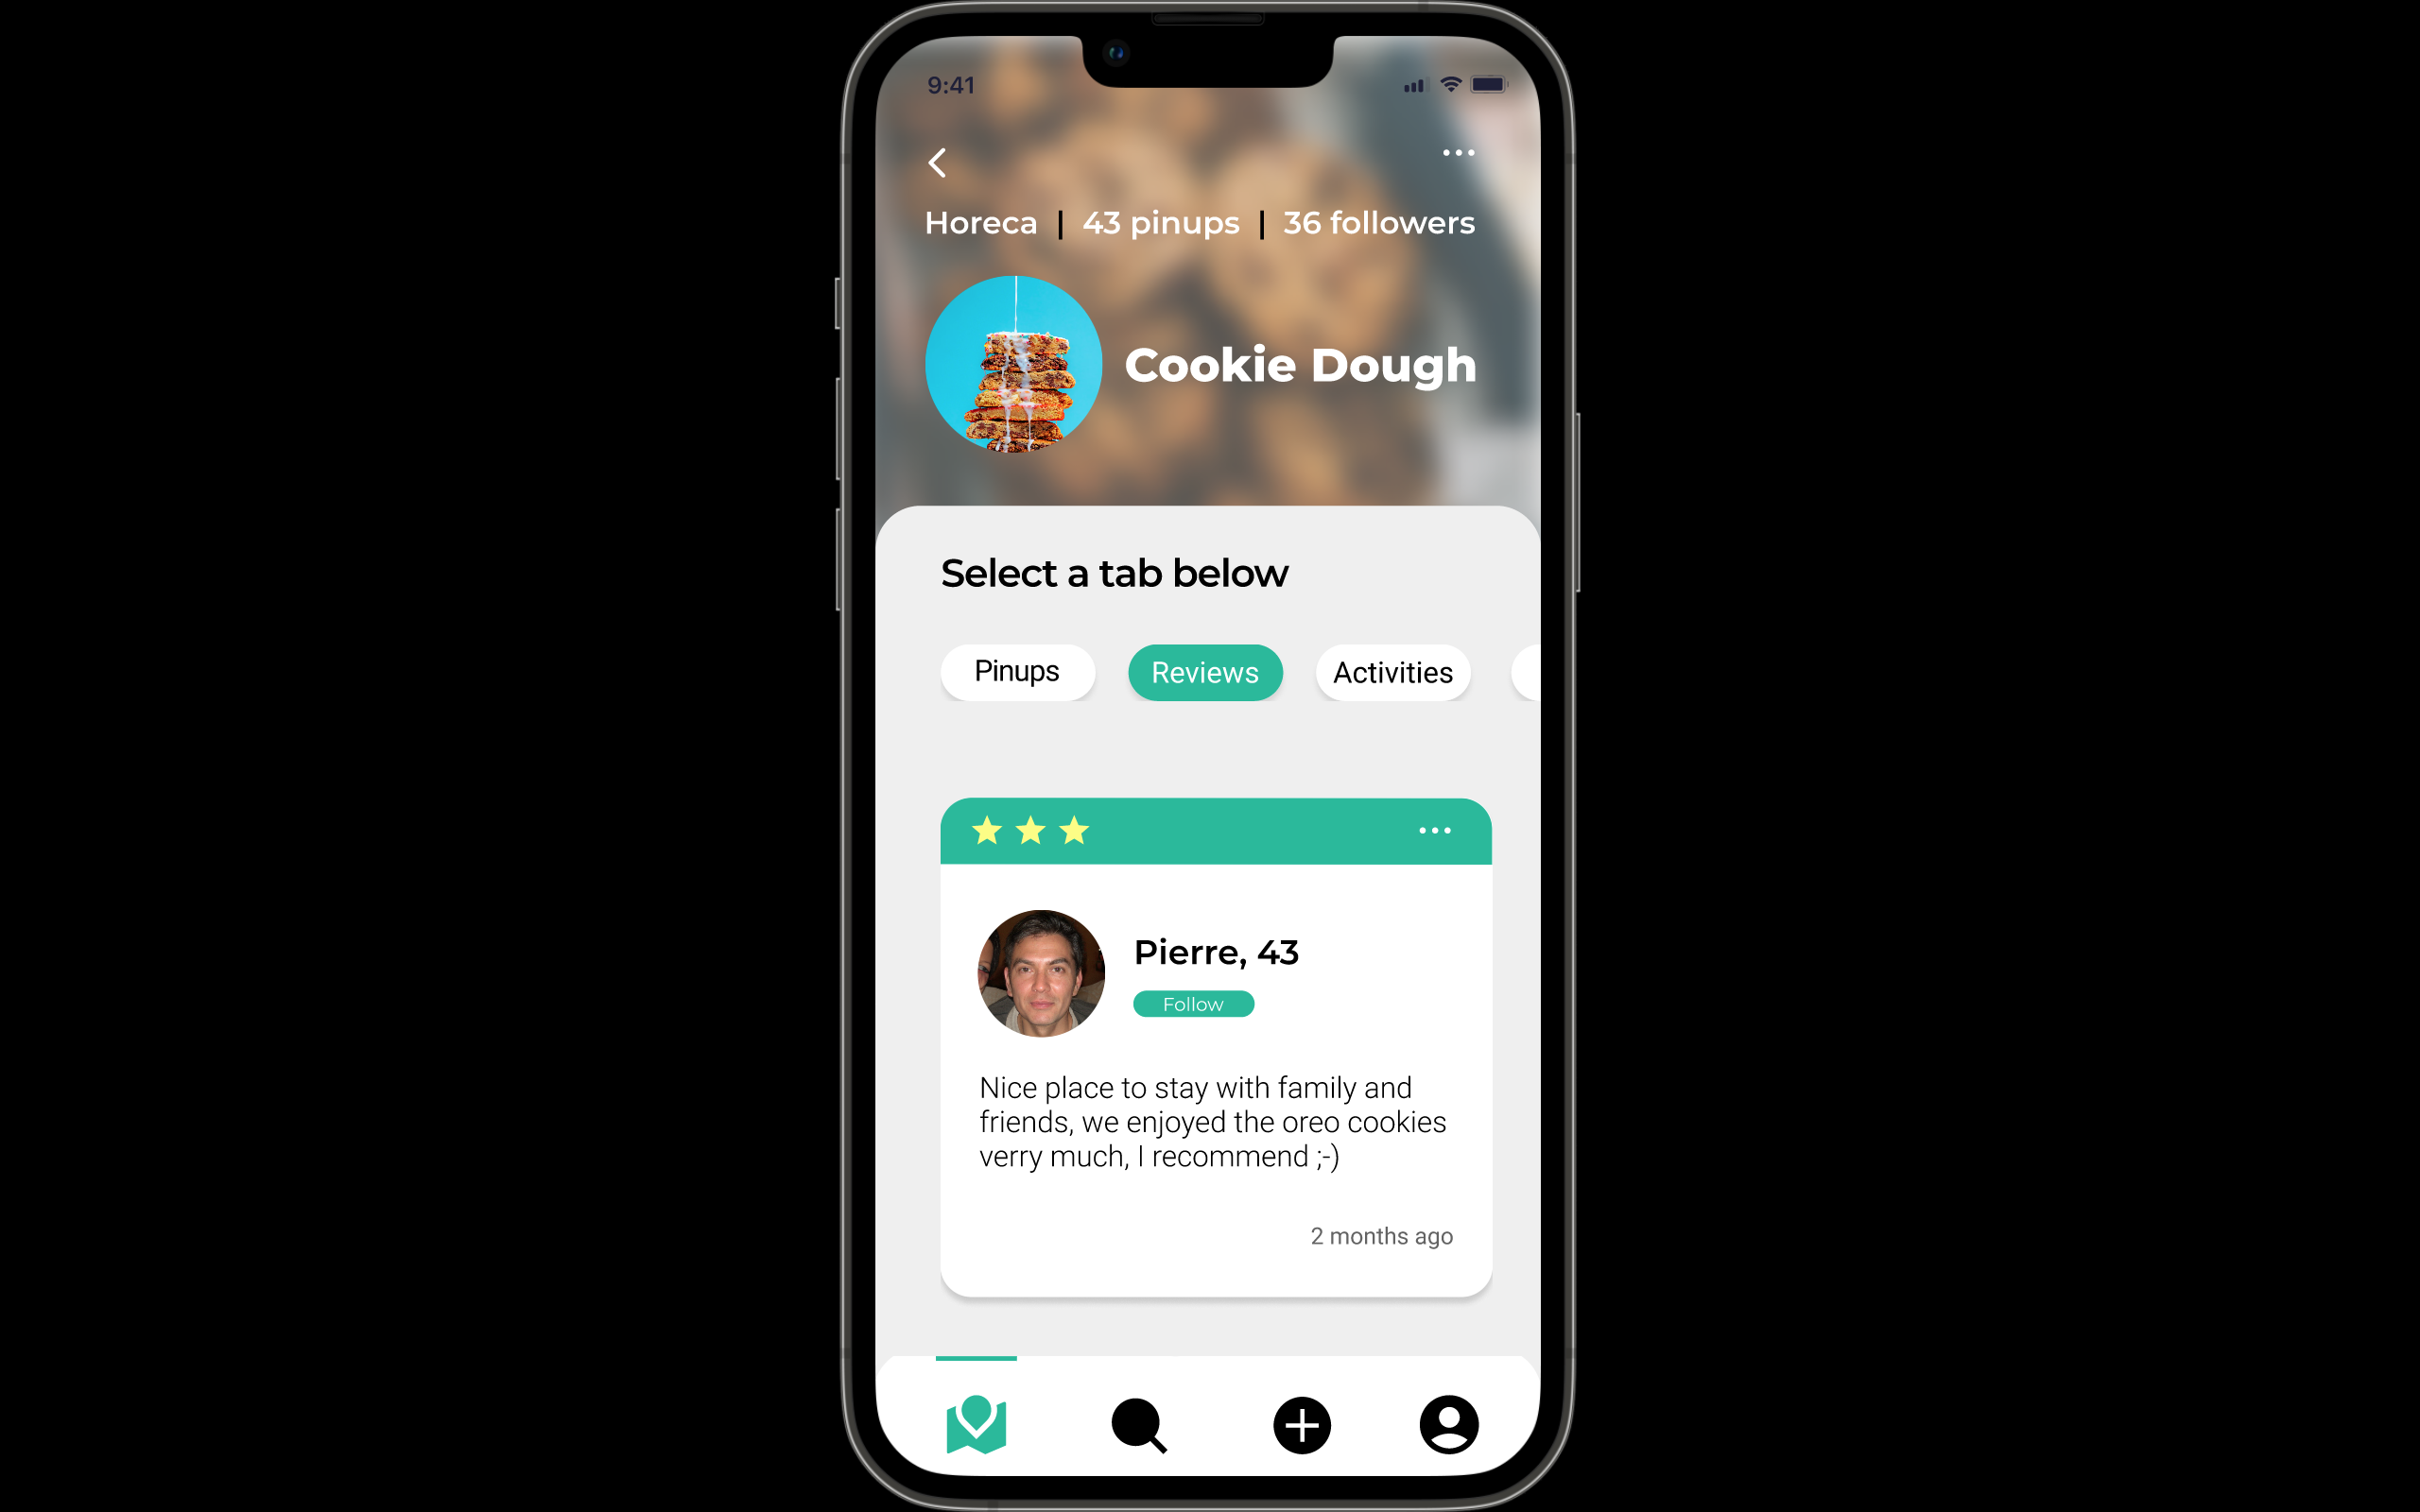 9:41
Horeca | 43 pinups | 36 followers
Cookie Dough
Select a tab below
Pinups Reviews Activities
Pierre, 43
Follow
Nice place to stay with family and
friends, we enjoyed the oreo cookies
verry much, I recommend ;-)
2 months ago